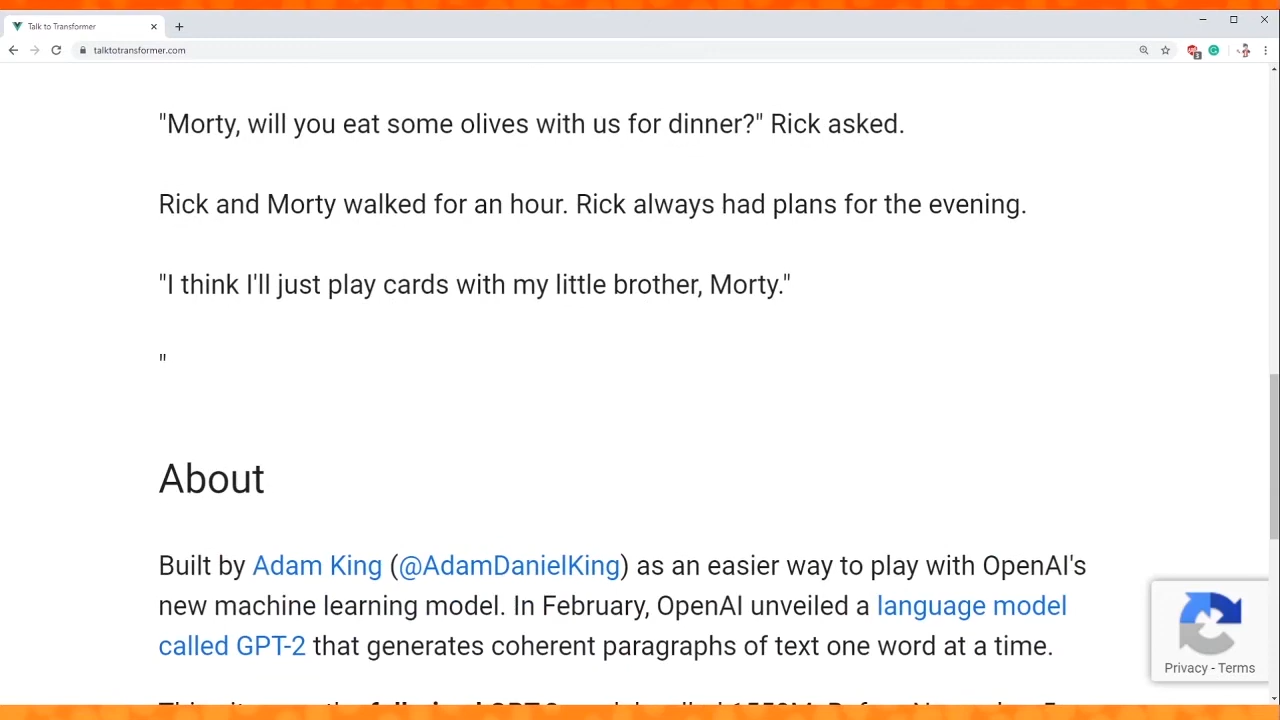 Talk to Transformer
talktotransformer.com
"Morty, will you eat some olives with us for dinner?" Rick asked.
Rick and Morty walked for an hour. Rick always had plans for the evening.
"I think I'll just play cards with my little brother, Morty."
"
About
Built by Adam King (@AdamDanielKing) as an easier way to play with OpenAI's
new machine learning model. In February, OpenAI unveiled a language model
called GPT-2 that generates coherent paragraphs of text one word at a time.
Privacy - Terms